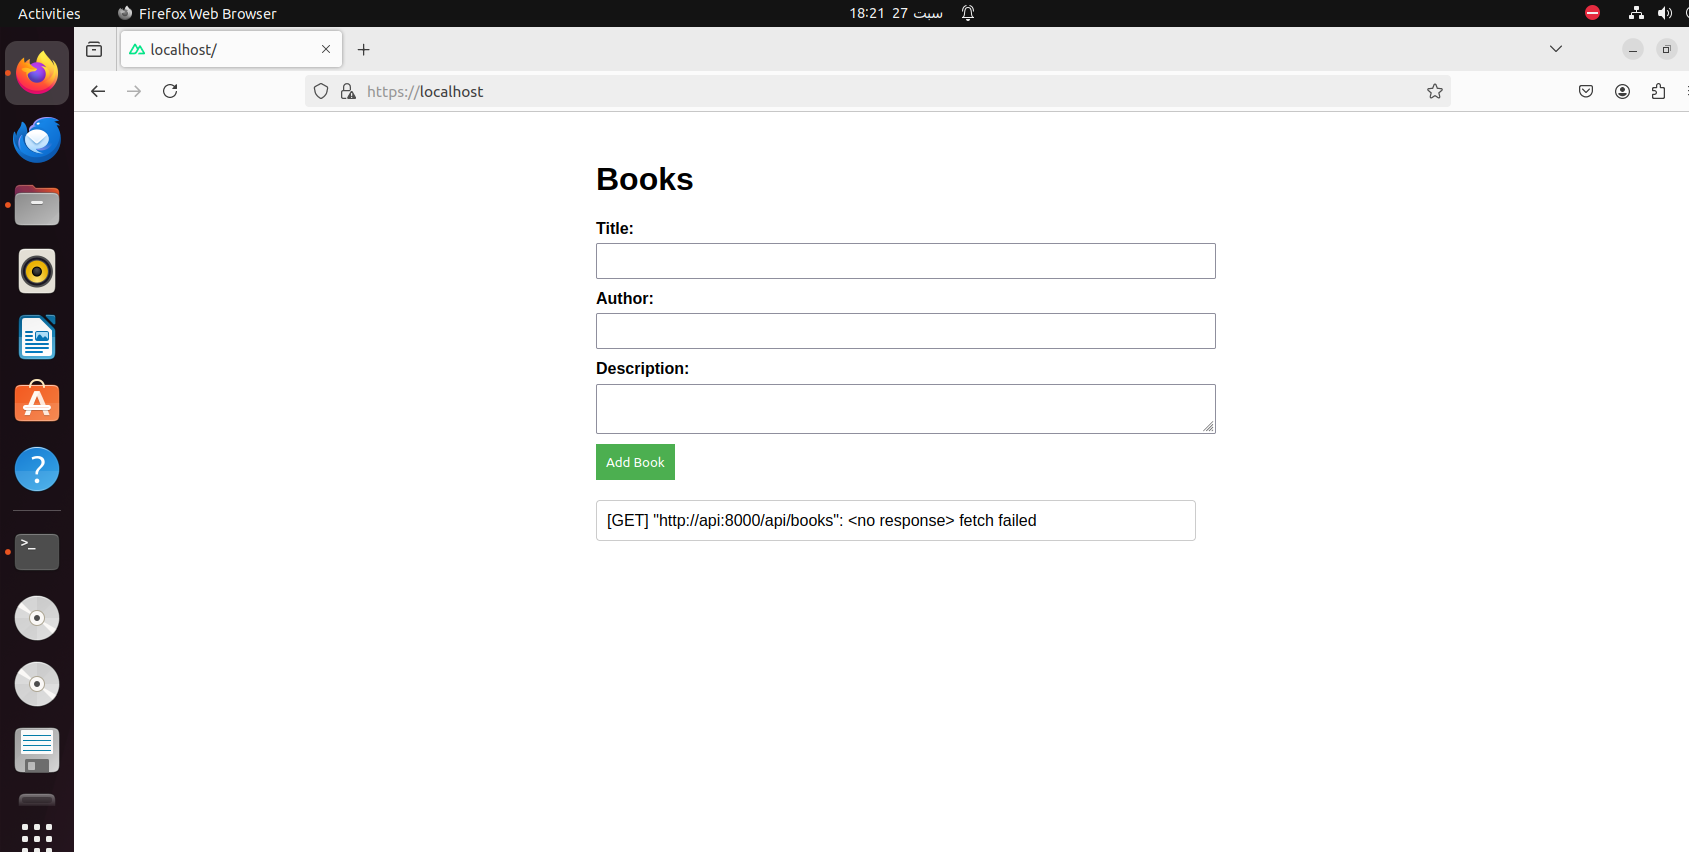 Activities
Firefox Web Browser
18:21 27 سبت
localhost/
https://localhost
Books
Title:
Author:
Description:
Add Book
[GET] "http://api:8000/api/books": <no response> fetch failed